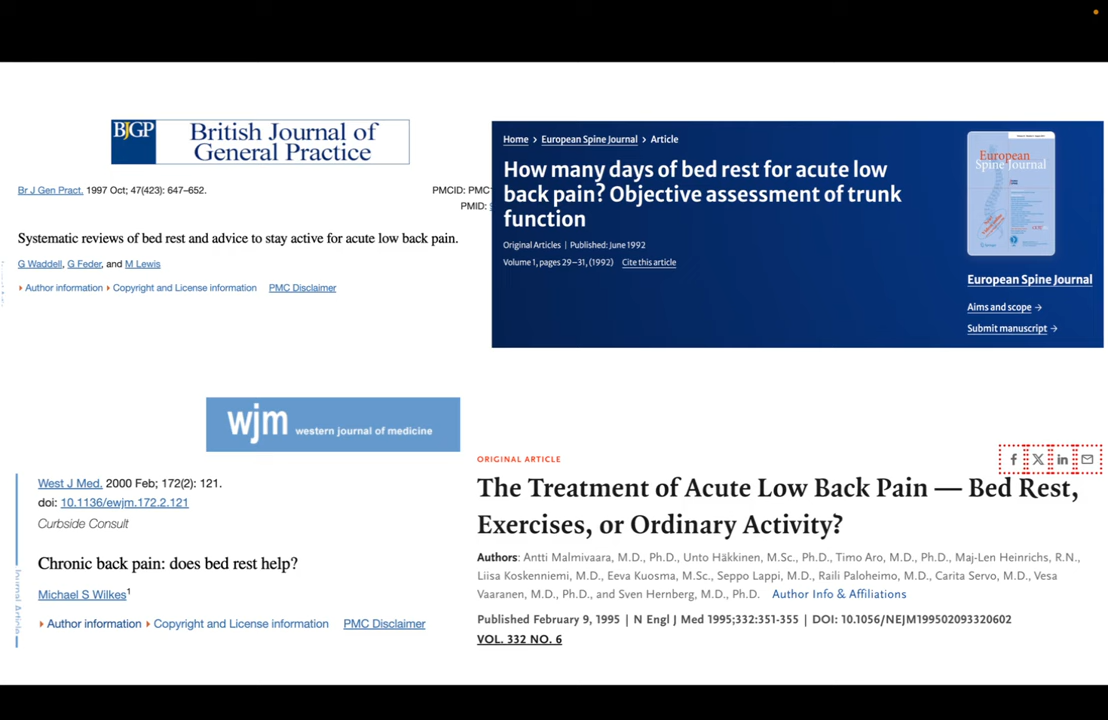 BJGP
British Journal of
General Practice
Br J Gen Pract. 1997 Oct; 47(423): 647–652.
PMCID: PMC
PMID:
Systematic reviews of bed rest and advice to stay active for acute low back pain.
G Waddell, G Feder, and M Lewis
Author information Copyright and License information PMC Disclaimer
Home > European Spine Journal > Article
How many days of bed rest for acute low
back pain? Objective assessment of trunk
function
Original Articles | Published: June 1992
Volume 1, pages 29–31, (1992) Cite this article
European
Spine Journal
Springer
European Spine Journal
Aims and scope →
Submit manuscript →
wjm western journal of medicine
West J Med. 2000 Feb; 172(2): 121.
doi: 10.1136/ewjm.172.2.121
Curbside Consult
Chronic back pain: does bed rest help?
Michael S Wilkes1
Author information Copyright and License information PMC Disclaimer
Journal Article
ORIGINAL ARTICLE
The Treatment of Acute Low Back Pain — Bed Rest,
Exercises, or Ordinary Activity?
Authors: Antti Malmivaara, M.D., Ph.D., Unto Häkkinen, M.Sc., Ph.D., Timo Aro, M.D., Ph.D., Maj-Len Heinrichs, R.N.,
Liisa Koskenniemi, M.D., Eeva Kuosma, M.Sc., Seppo Lappi, M.D., Raili Paloheimo, M.D., Carita Servo, M.D., Vesa
Vaaranen, M.D., Ph.D., and Sven Hernberg, M.D., Ph.D. Author Info & Affiliations
Published February 9, 1995 | N Engl J Med 1995;332:351-355 | DOI: 10.1056/NEJM199502093320602
VOL. 332 NO. 6